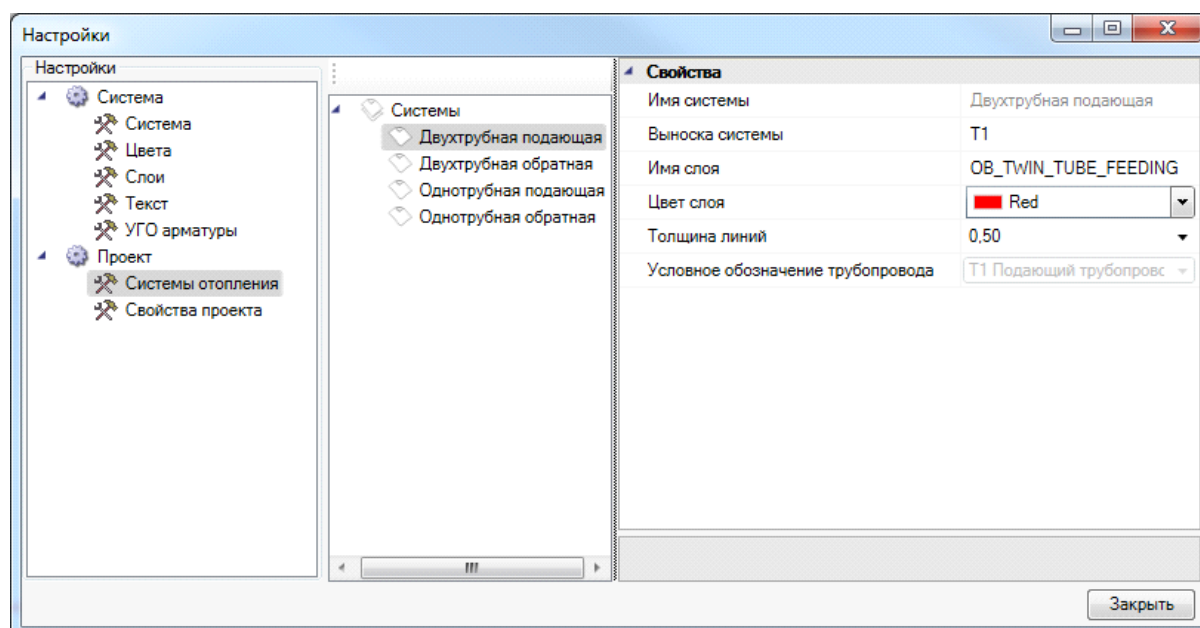 Настройки
Настройки
Система
Система
Цвета
Слои
Текст
УГО арматуры
Проект
Системы отопления
Свойства проекта
Системы
Двухтрубная подающая
Двухтрубная обратная
Однотрубная подающая
Однотрубная обратная
Свойства
Имя системы Двухтрубная подающая
Выноска системы T1
Имя слоя OB_TWIN_TUBE_FEEDING
Цвет слоя Red
Толщина линий 0,50
Условное обозначение трубопровода Т1 Подающий трубопровс
Закрыть